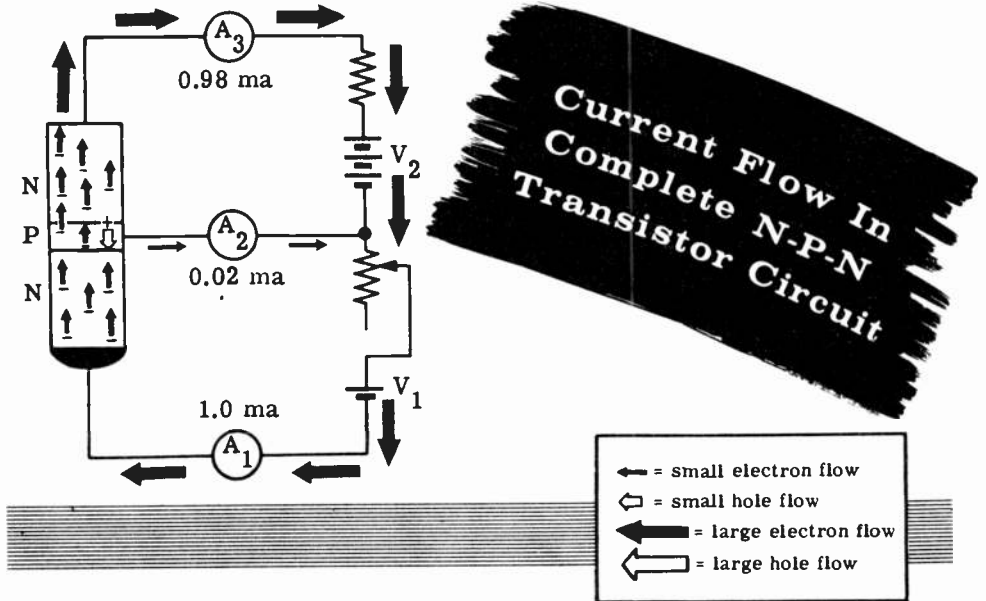 A3
0.98 ma
V2
N
P
N
A2
0.02 ma
V1
1.0 ma
A1
Current Flow In
Complete N-P-N
Transistor Circuit
= small electron flow
= small hole flow
= large electron flow
= large hole flow